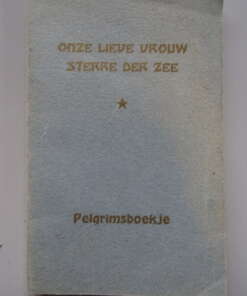 ONZE LIEVE VROUW
STERRE DER ZEE
Pelgrimsboekje